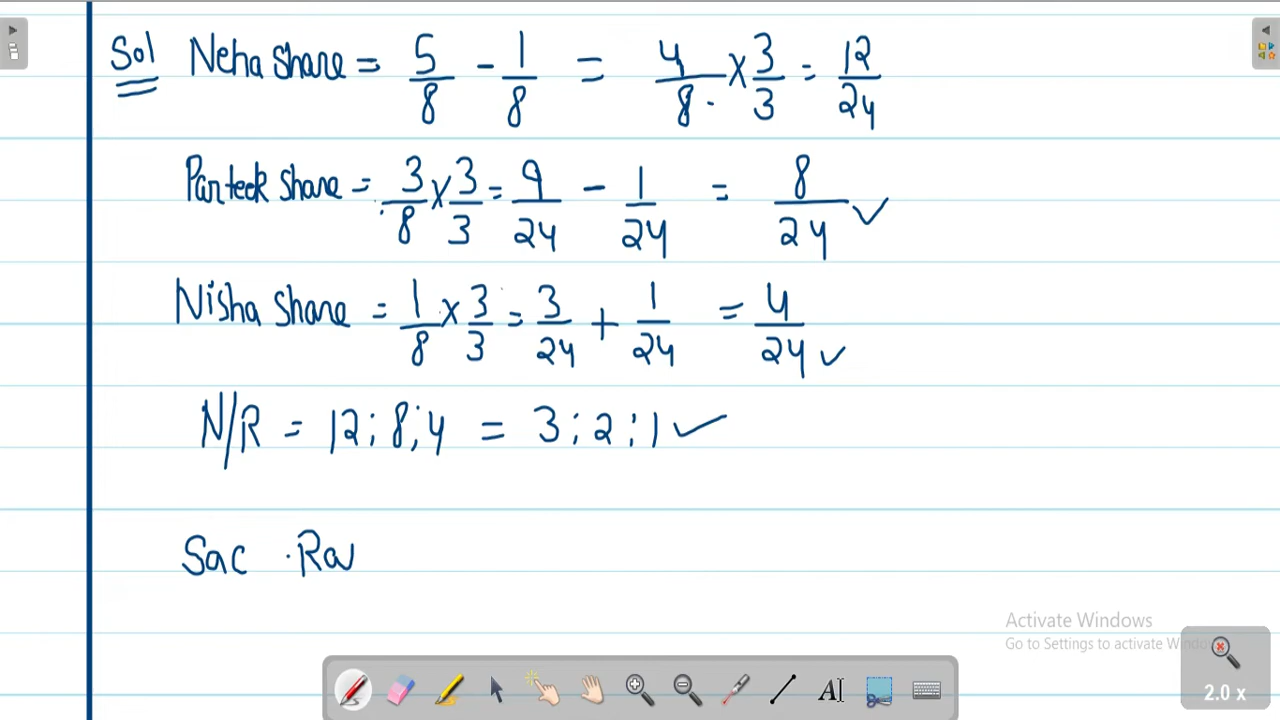 Sol Neha Share = 5/8 - 1/8 = 4/8 × 3/3 = 12/24
Parteek Share = 3/8 × 3/3 = 9/24 - 1/24 = 8/24 ✓
Nisha Share = 1/8 × 3/3 = 3/24 + 1/24 = 4/24 ✓
N/R = 12 : 8 : 4 = 3 : 2 : 1 ✓
Sac Ra
Activate Windows
Go to Settings to activate Windows
A
2.0 x